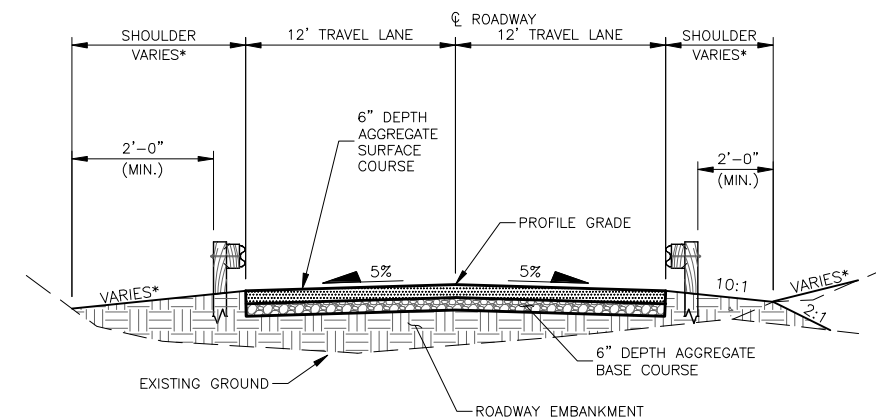 ℄ ROADWAY
SHOULDER
VARIES*
12' TRAVEL LANE
12' TRAVEL LANE
SHOULDER
VARIES*
6" DEPTH
AGGREGATE
SURFACE
COURSE
2'-0"
(MIN.)
2'-0"
(MIN.)
PROFILE GRADE
5%
5%
VARIES*
10:1
VARIES*
2:1
6" DEPTH AGGREGATE
BASE COURSE
EXISTING GROUND
ROADWAY EMBANKMENT